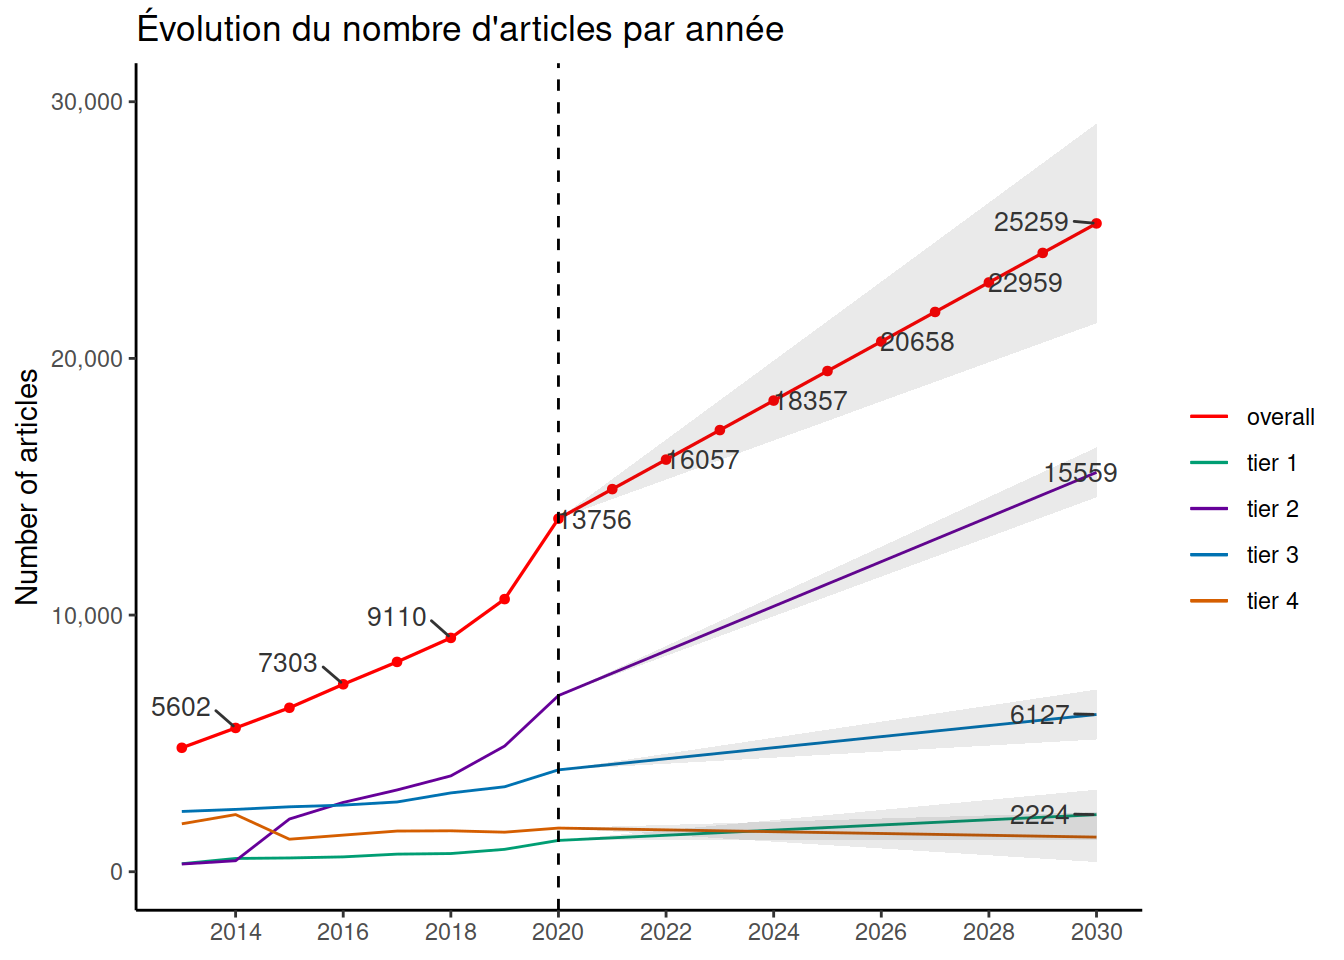 Évolution du nombre d'articles par année
Number of articles
30,000
20,000
10,000
0
25259
22959
20658
18357
16057
15559
13756
9110
7303
5602
6127
2224
2014 2016 2018 2020 2022 2024 2026 2028 2030
overall
tier 1
tier 2
tier 3
tier 4